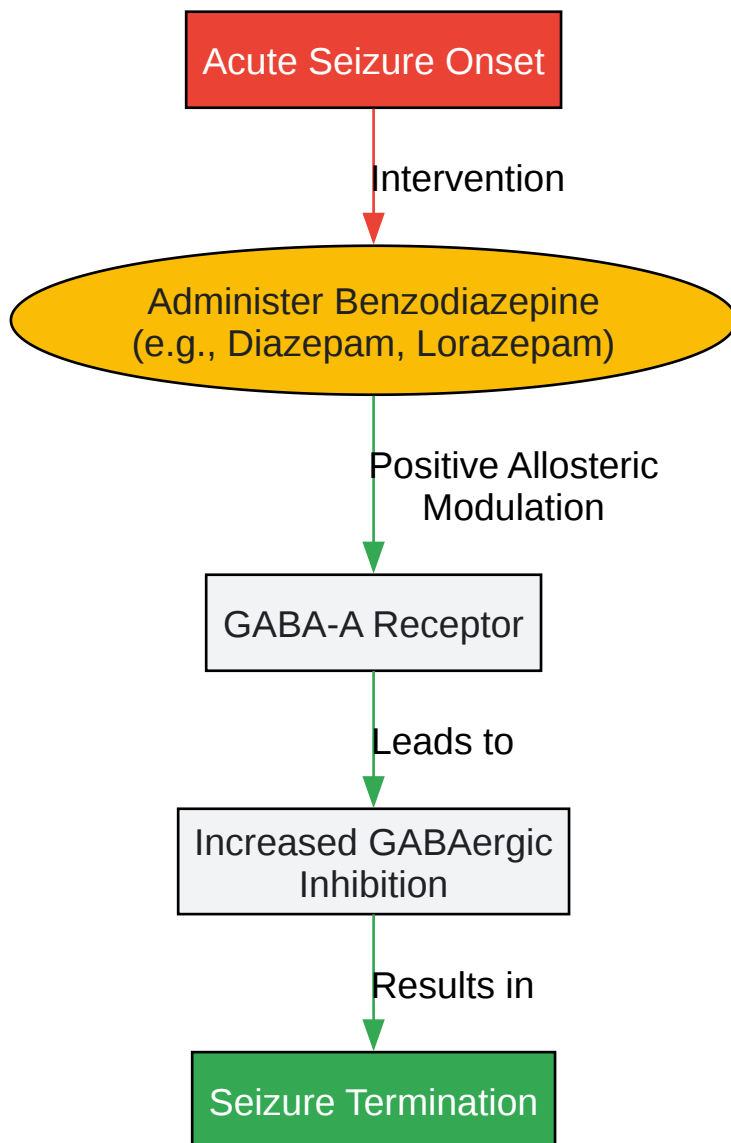 Acute Seizure Onset
Intervention
Administer Benzodiazepine
(e.g., Diazepam, Lorazepam)
Positive Allosteric
Modulation
GABA-A Receptor
Leads to
Increased GABAergic
Inhibition
Results in
Seizure Termination